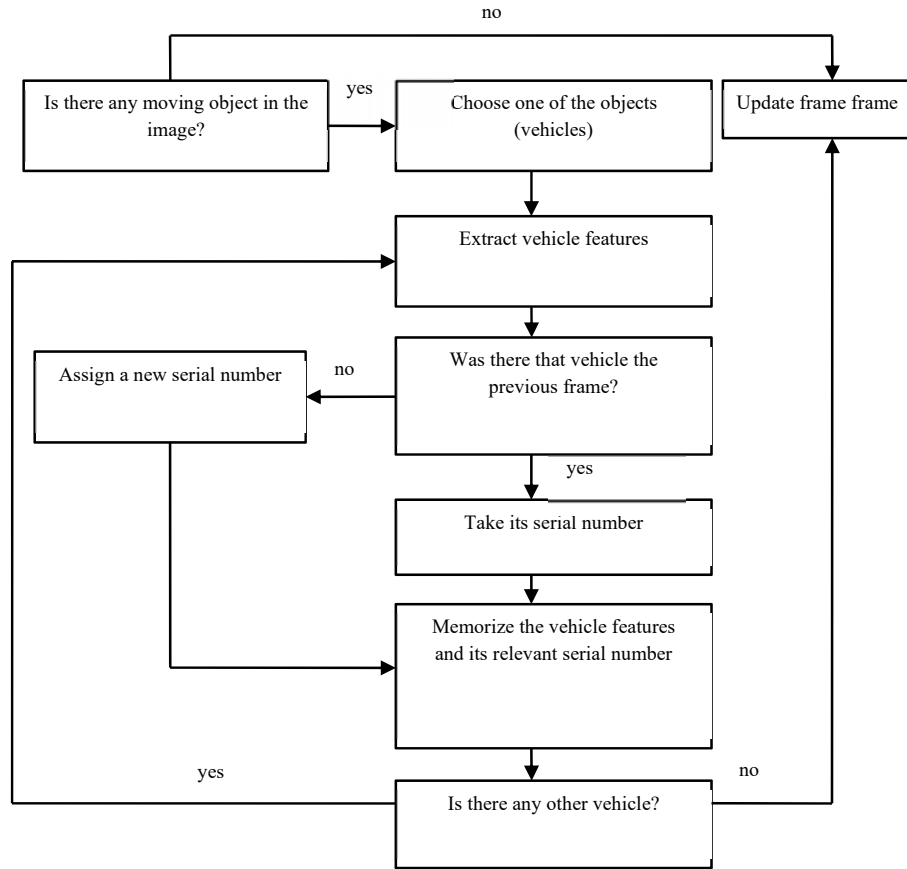 no
Is there any moving object in the
image?
yes
Choose one of the objects
(vehicles)
Update frame frame
Extract vehicle features
Was there that vehicle the
previous frame?
no
Assign a new serial number
yes
Take its serial number
Memorize the vehicle features
and its relevant serial number
yes
no
Is there any other vehicle?